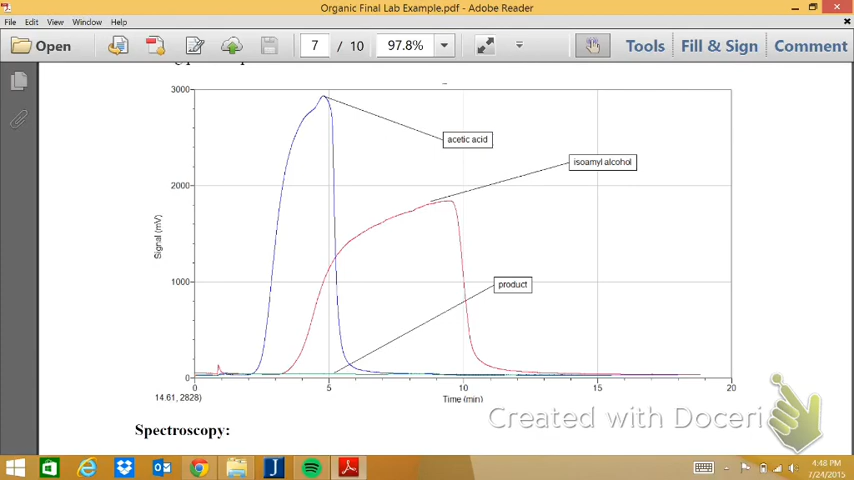 Organic Final Lab Example.pdf - Adobe Reader
File Edit View Window Help
Open 7 / 10 97.8% Tools Fill & Sign Comment
3000
acetic acid
isoamyl alcohol
2000
Signal (mV)
product
1000
0
0 5 10 15 20
14.61, 2828 Time (min)
Created with Doceri
Spectroscopy:
4:48 PM
7/24/2015